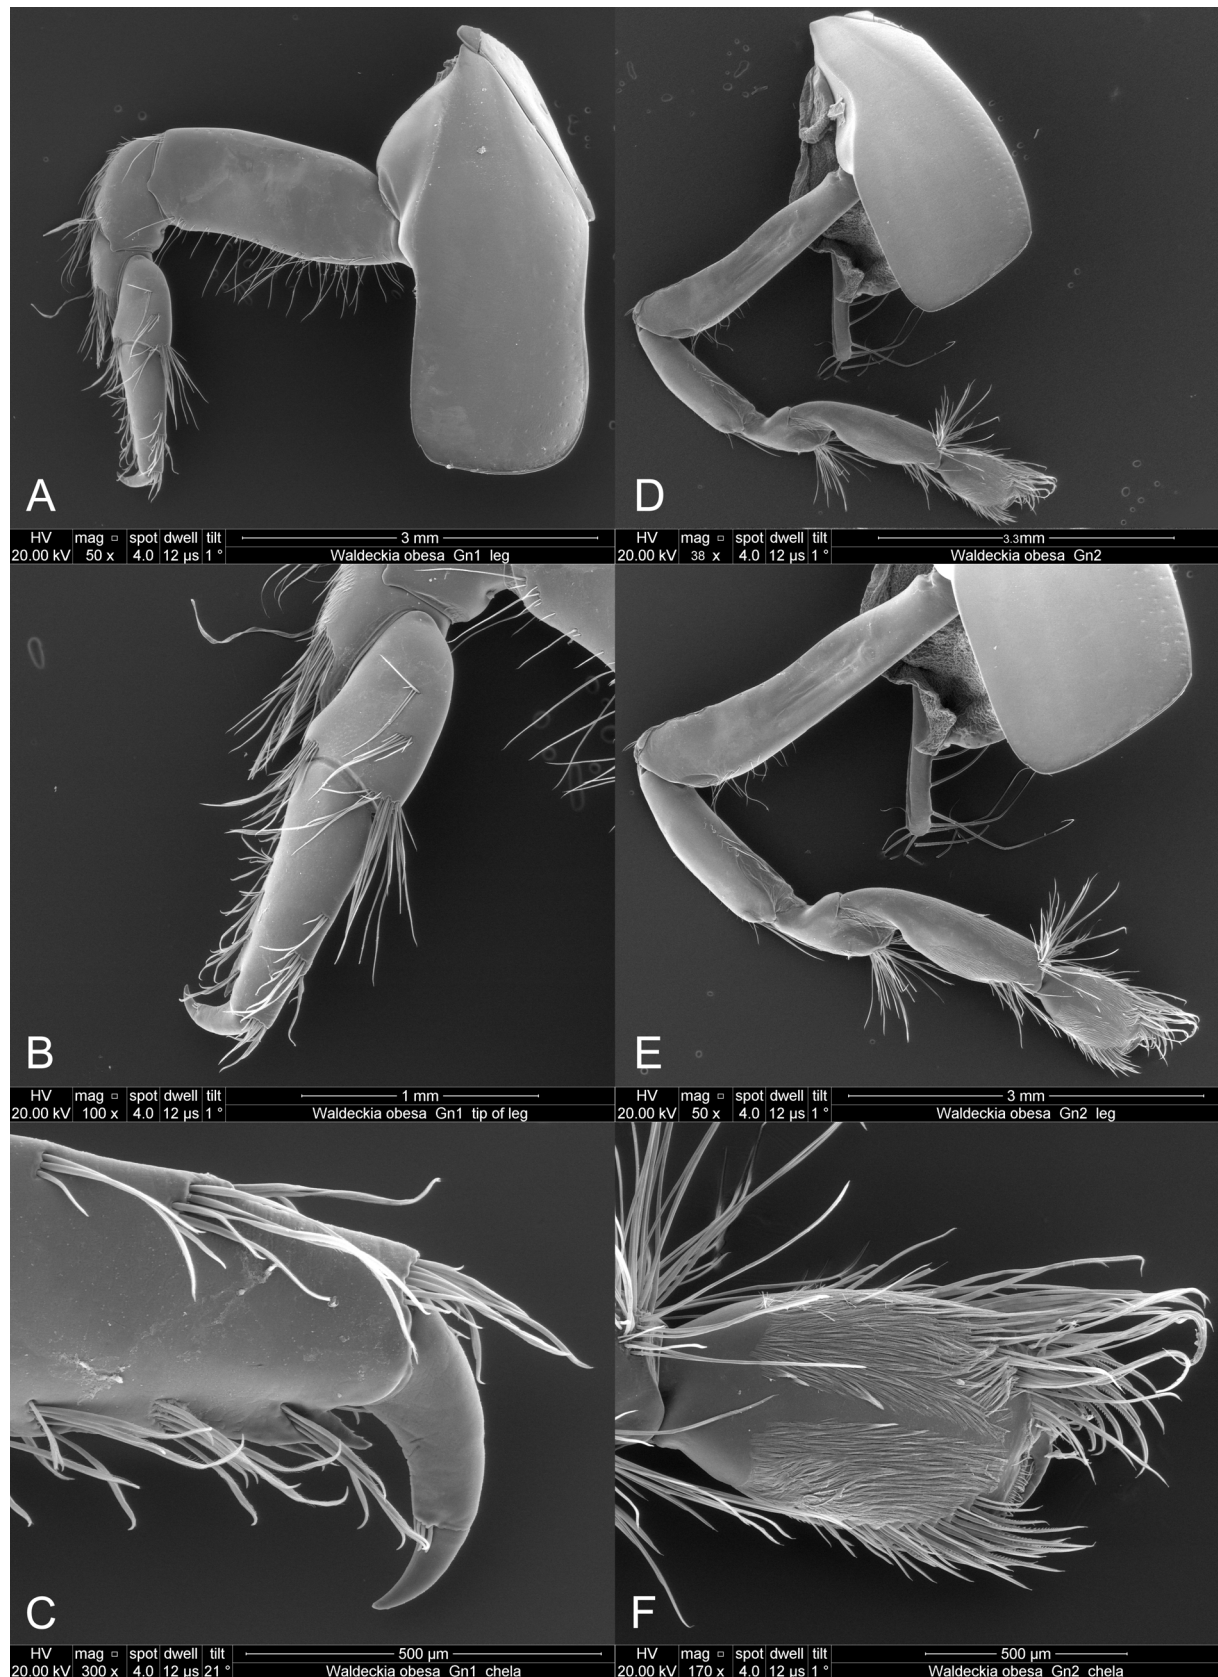 A
HV mag □ spot dwell tilt 3 mm
20.00 kV 50 x 4.0 12 µs 1 ° Waldeckia obesa Gn1 leg
D
HV mag □ spot dwell tilt 3.3mm
20.00 kV 38 x 4.0 12 µs 1 ° Waldeckia obesa Gn2
B
HV mag □ spot dwell tilt 1 mm
20.00 kV 100 x 4.0 12 µs 1 ° Waldeckia obesa Gn1 tip of leg
E
HV mag □ spot dwell tilt 3 mm
20.00 kV 50 x 4.0 12 µs 1 ° Waldeckia obesa Gn2 leg
C
HV mag □ spot dwell tilt 500 µm
20.00 kV 300 x 4.0 12 µs 21 ° Waldeckia obesa Gn1 chela
F
HV mag □ spot dwell tilt 500 µm
20.00 kV 170 x 4.0 12 µs 1 ° Waldeckia obesa Gn2 chela